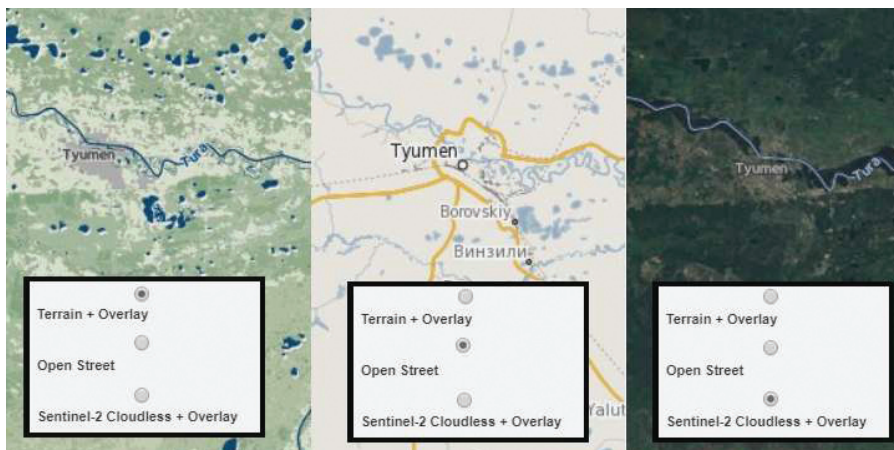 Tyumen
Tura
Terrain + Overlay
Open Street
Sentinel-2 Cloudless + Overlay
Tyumen
Borovskiy
Винзили
Yalut
Terrain + Overlay
Open Street
Sentinel-2 Cloudless + Overlay
Tyumen
Tura
Terrain + Overlay
Open Street
Sentinel-2 Cloudless + Overlay